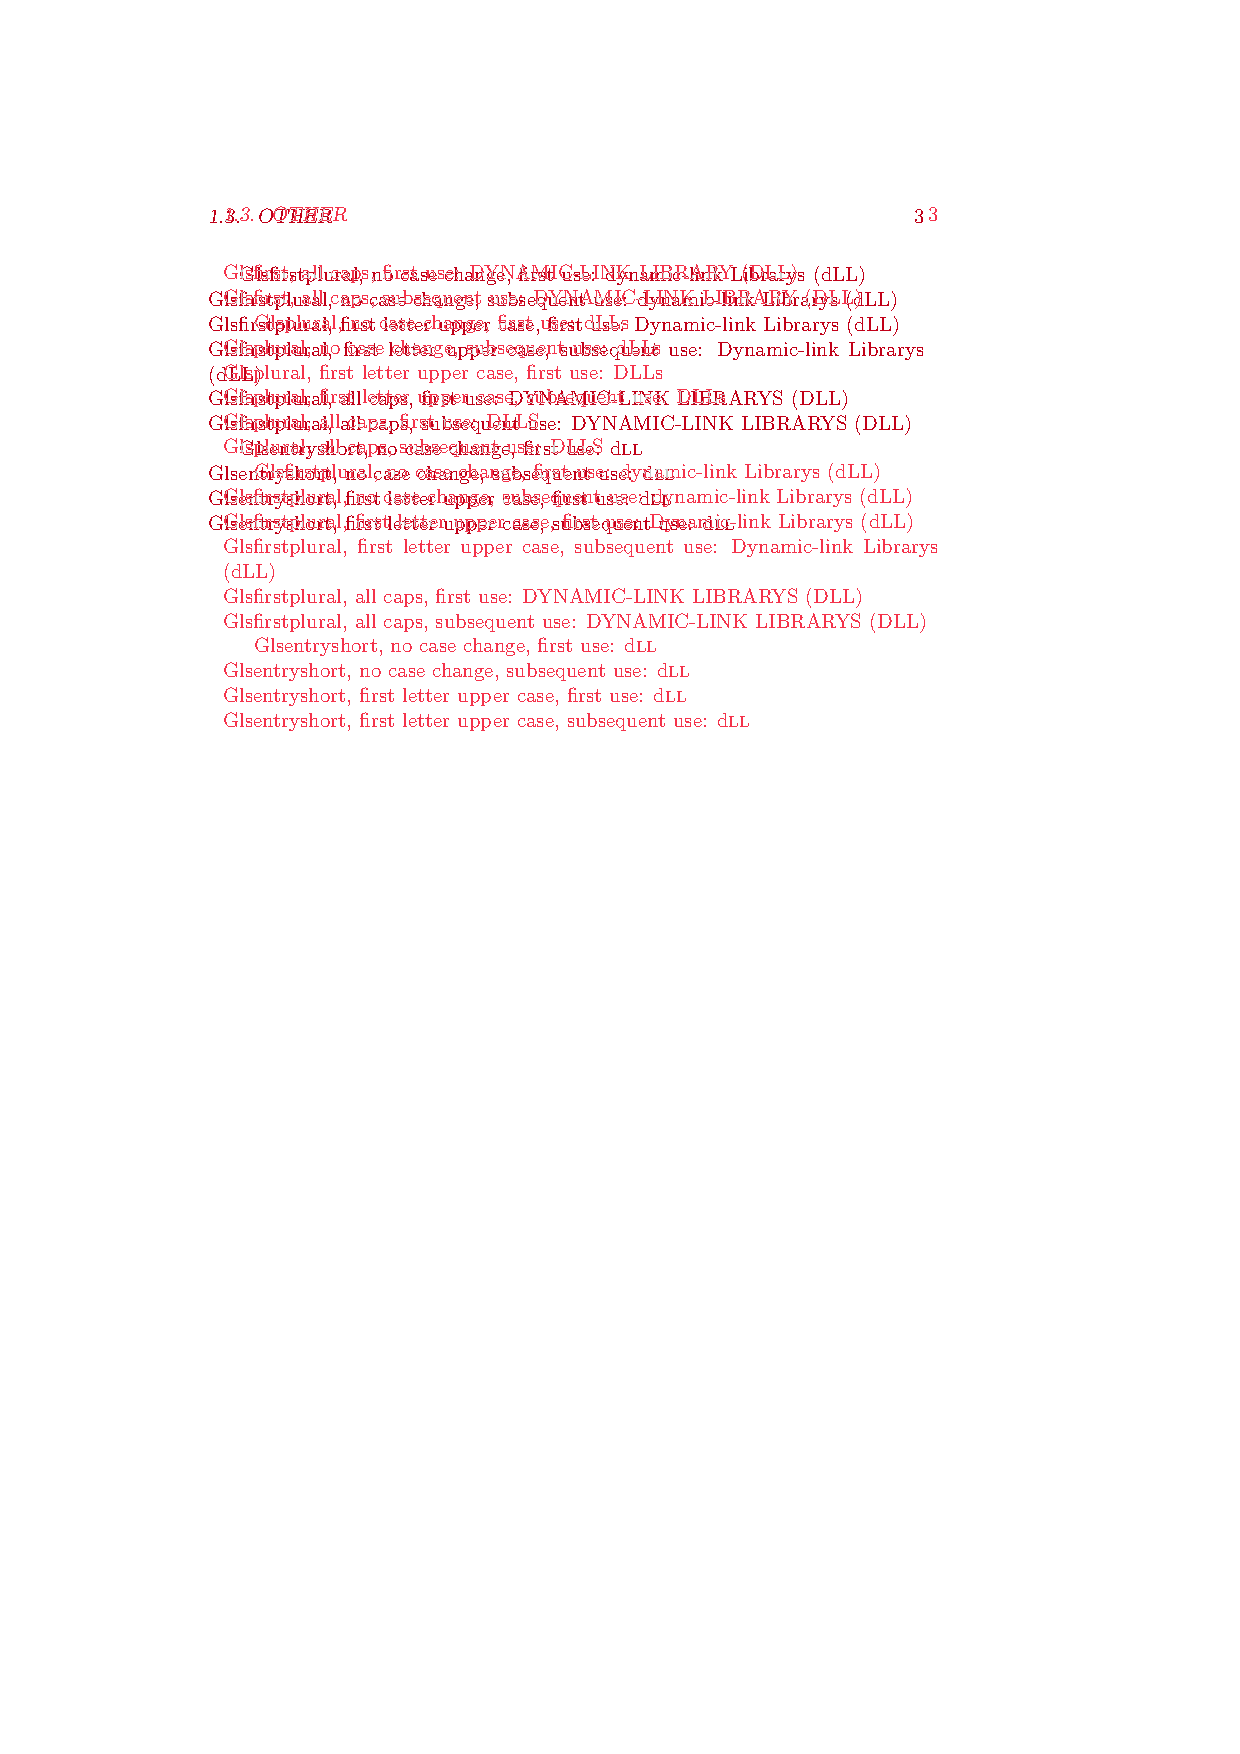 1.3. OTHER 3
1.3. OTHER 3
Glsfirst, all caps, first use: DYNAMIC-LINK LIBRARY (DLL)
Glsfirstplural, no case change, first use: dynamic-link Librarys (dLL)
Glsfirst, all caps, subsequent use: DYNAMIC-LINK LIBRARY (DLL)
Glsfirstplural, no case change, subsequent use: dynamic-link Librarys (dLL)
Glsplural, no case change, first use: dLLs
Glsfirstplural, first letter upper case, first use: Dynamic-link Librarys (dLL)
Glsplural, no case change, subsequent use: dLLs
Glsfirstplural, first letter upper case, subsequent use: Dynamic-link Librarys
Glsplural, first letter upper case, first use: DLLs
(dLL)
Glsplural, first letter upper case, subsequent use: DLLs
Glsfirstplural, all caps, first use: DYNAMIC-LINK LIBRARYS (DLL)
Glsplural, all caps, first use: DLLS
Glsfirstplural, all caps, subsequent use: DYNAMIC-LINK LIBRARYS (DLL)
Glsplural, all caps, subsequent use: DLLS
Glsentryshort, no case change, first use: dLL
Glsfirstplural, no case change, first use: dynamic-link Librarys (dLL)
Glsentryshort, no case change, subsequent use: dLL
Glsfirstplural, no case change, subsequent use: dynamic-link Librarys (dLL)
Glsentryshort, first letter upper case, first use: dLL
Glsfirstplural, first letter upper case, first use: Dynamic-link Librarys (dLL)
Glsentryshort, first letter upper case, subsequent use: dLL
Glsfirstplural, first letter upper case, subsequent use: Dynamic-link Librarys
(dLL)
Glsfirstplural, all caps, first use: DYNAMIC-LINK LIBRARYS (DLL)
Glsfirstplural, all caps, subsequent use: DYNAMIC-LINK LIBRARYS (DLL)
Glsentryshort, no case change, first use: dLL
Glsentryshort, no case change, subsequent use: dLL
Glsentryshort, first letter upper case, first use: dLL
Glsentryshort, first letter upper case, subsequent use: dLL